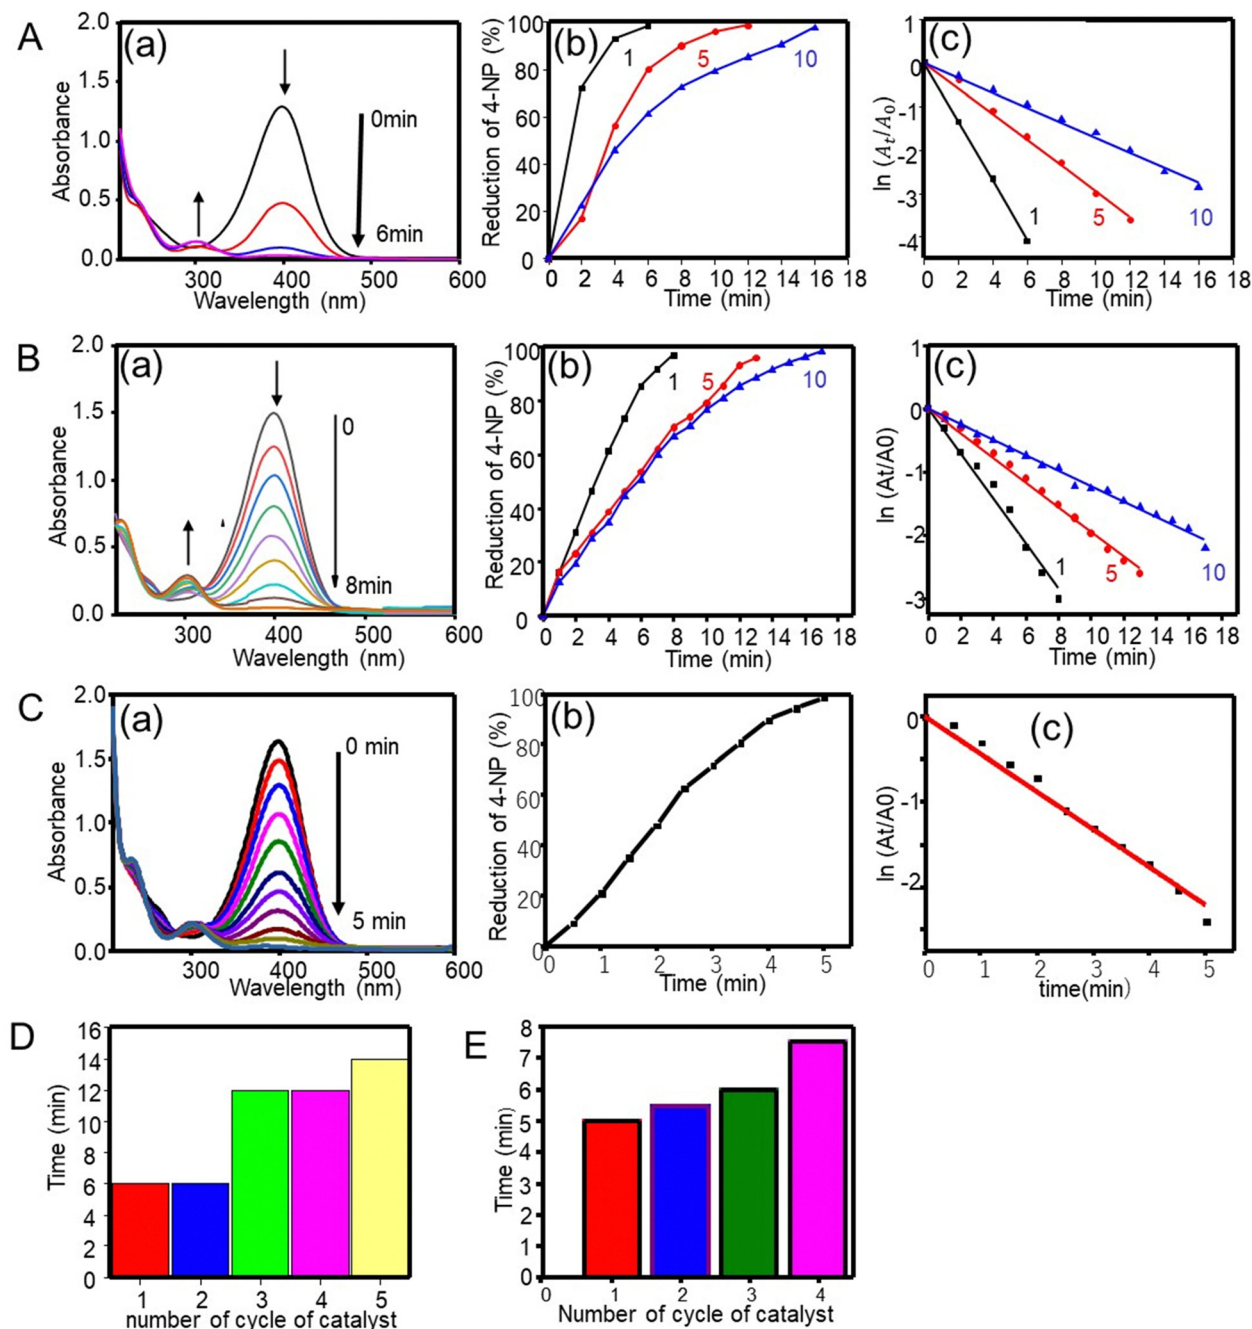 A
(a)
Absorbance
2.0
1.5
1.0
0.5
0.0
0min
6min
300
400
500
600
Wavelength (nm)
(b)
Reduction of 4-NP (%)
100
80
60
40
20
0
1
5
10
0 2 4 6 8 10 12 14 16 18
Time (min)
(c)
ln (At/A0)
1
0
-1
-2
-3
-4
1
5
10
0 2 4 6 8 10 12 14 16 18
Time (min)
B
(a)
Absorbance
2.0
1.5
1.0
0.5
0.0
0
8min
300
400
500
600
Wavelength (nm)
(b)
Reduction of 4-NP (%)
100
80
60
40
20
0
1
5
10
0 2 4 6 8 10 12 14 16 18
Time (min)
(c)
ln (At/A0)
1
0
-1
-2
-3
1
5
10
0 2 4 6 8 10 12 14 16 18
Time (min)
C
(a)
Absorbance
2.0
1.5
1.0
0.5
0.0
0 min
5 min
300
400
500
600
Wavelength (nm)
(b)
Reduction of 4-NP (%)
100
80
60
40
20
0
0 1 2 3 4 5
Time (min)
(c)
ln (At/A0)
0
-1
-2
0 1 2 3 4 5
time(min)
D
Time (min)
16
14
12
10
8
6
4
2
0
1 2 3 4 5
number of cycle of catalyst
E
Time (min)
8
7
6
5
4
3
2
1
0
0 1 2 3 4
Number of cycle of catalyst